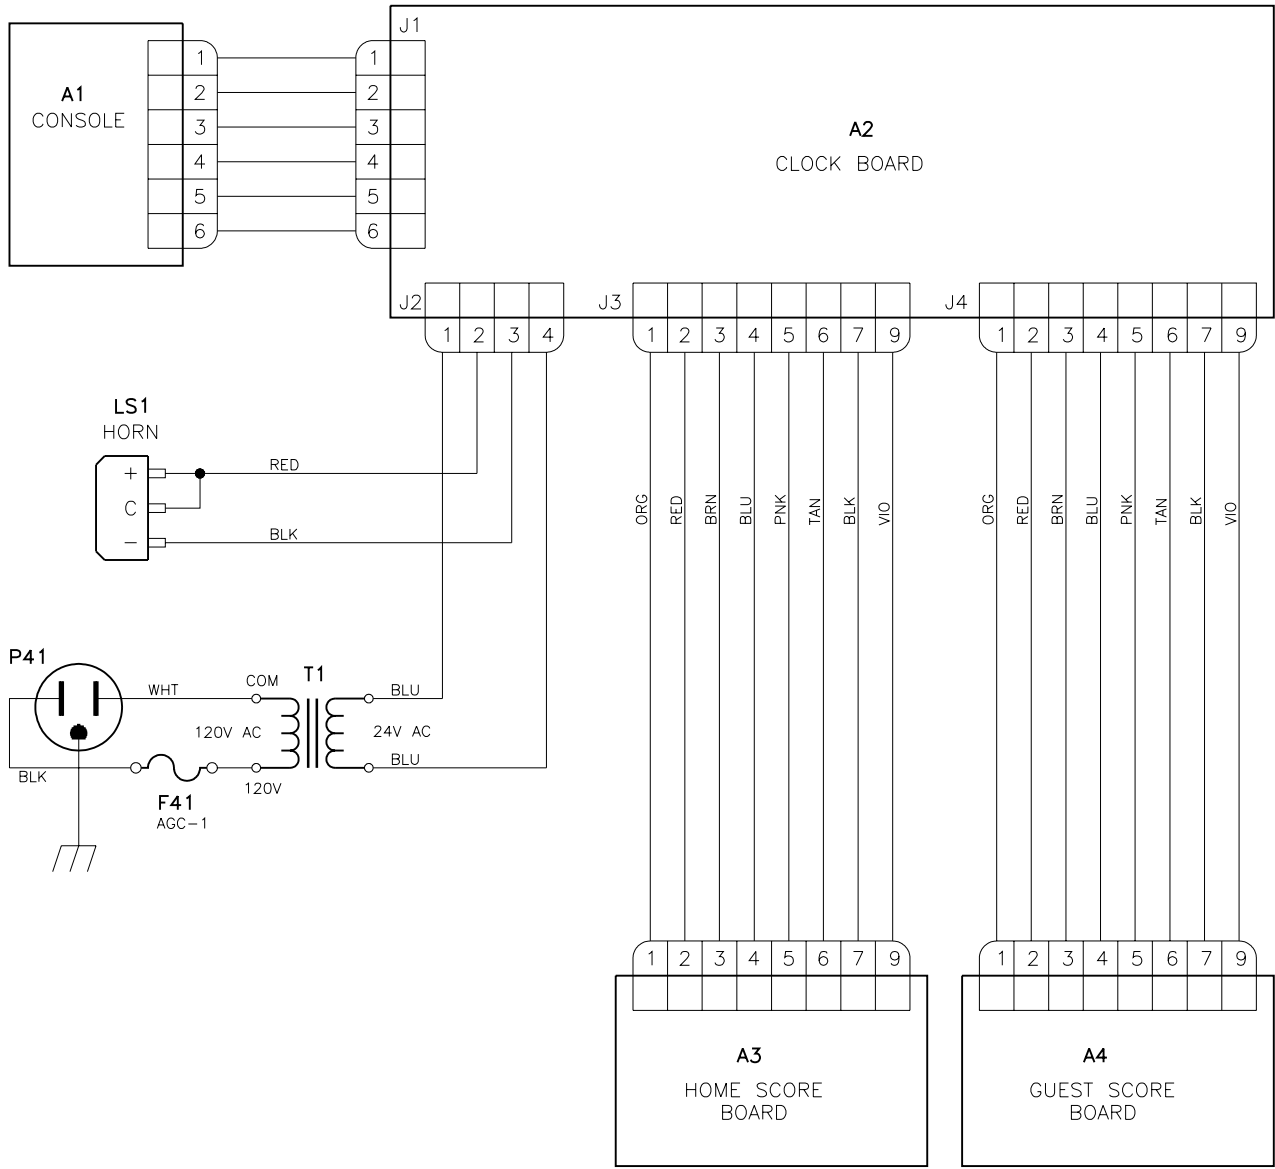 J1
A1
CONSOLE
1 1
2 2
3 3
4 4
5 5
6 6
A2
CLOCK BOARD
J2 J3 J4
1 2 3 4 1 2 3 4 5 6 7 9 1 2 3 4 5 6 7 9
LS1
HORN
+ RED
C
- BLK
ORG RED BRN BLU PNK TAN BLK VIO ORG RED BRN BLU PNK TAN BLK VIO
P41
WHT COM T1 BLU
120V AC 24V AC
BLK 120V BLU
F41
AGC-1
1 2 3 4 5 6 7 9 1 2 3 4 5 6 7 9
A3
HOME SCORE
BOARD
A4
GUEST SCORE
BOARD